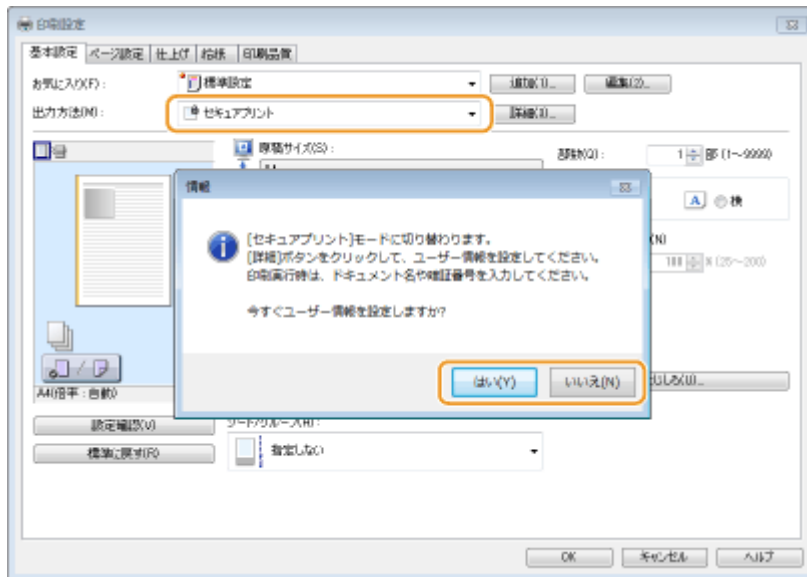 印刷設定
基本設定 ページ設定 仕上げ 給紙 印刷品質
お気に入り(F): 標準設定 追加(1)... 編集(2)...
出力方法(M): セキュアプリント 詳細(3)...
原稿サイズ(S): 部数(Q): 1 部 (1～9999)
A 横
情報
[セキュアプリント]モードに切り替わります。
[詳細]ボタンをクリックして、ユーザー情報を設定してください。
印刷実行時は、ドキュメント名や暗証番号を入力してください。
(N)
100 % (25～200)
今すぐユーザー情報を設定しますか?
はい(Y) いいえ(N)
とじしろ(U)...
A4(倍率:自動)
設定確認(V)
標準に戻す(R) 指定しない
OK キャンセル ヘルプ